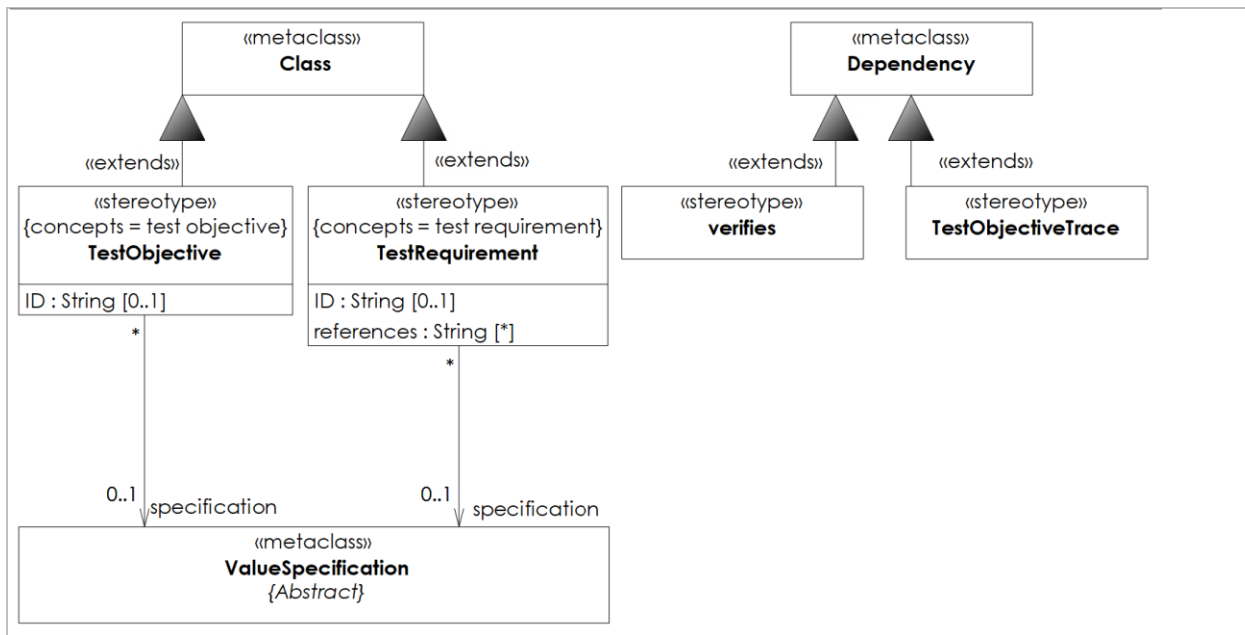 «metaclass»
Class
«metaclass»
Dependency
«extends»
«extends»
«extends»
«extends»
«stereotype»
{concepts = test objective}
TestObjective
ID : String [0..1]
«stereotype»
{concepts = test requirement}
TestRequirement
ID : String [0..1]
references : String [*]
«stereotype»
verifies
«stereotype»
TestObjectiveTrace
*
*
0..1
specification
0..1
specification
«metaclass»
ValueSpecification
{Abstract}